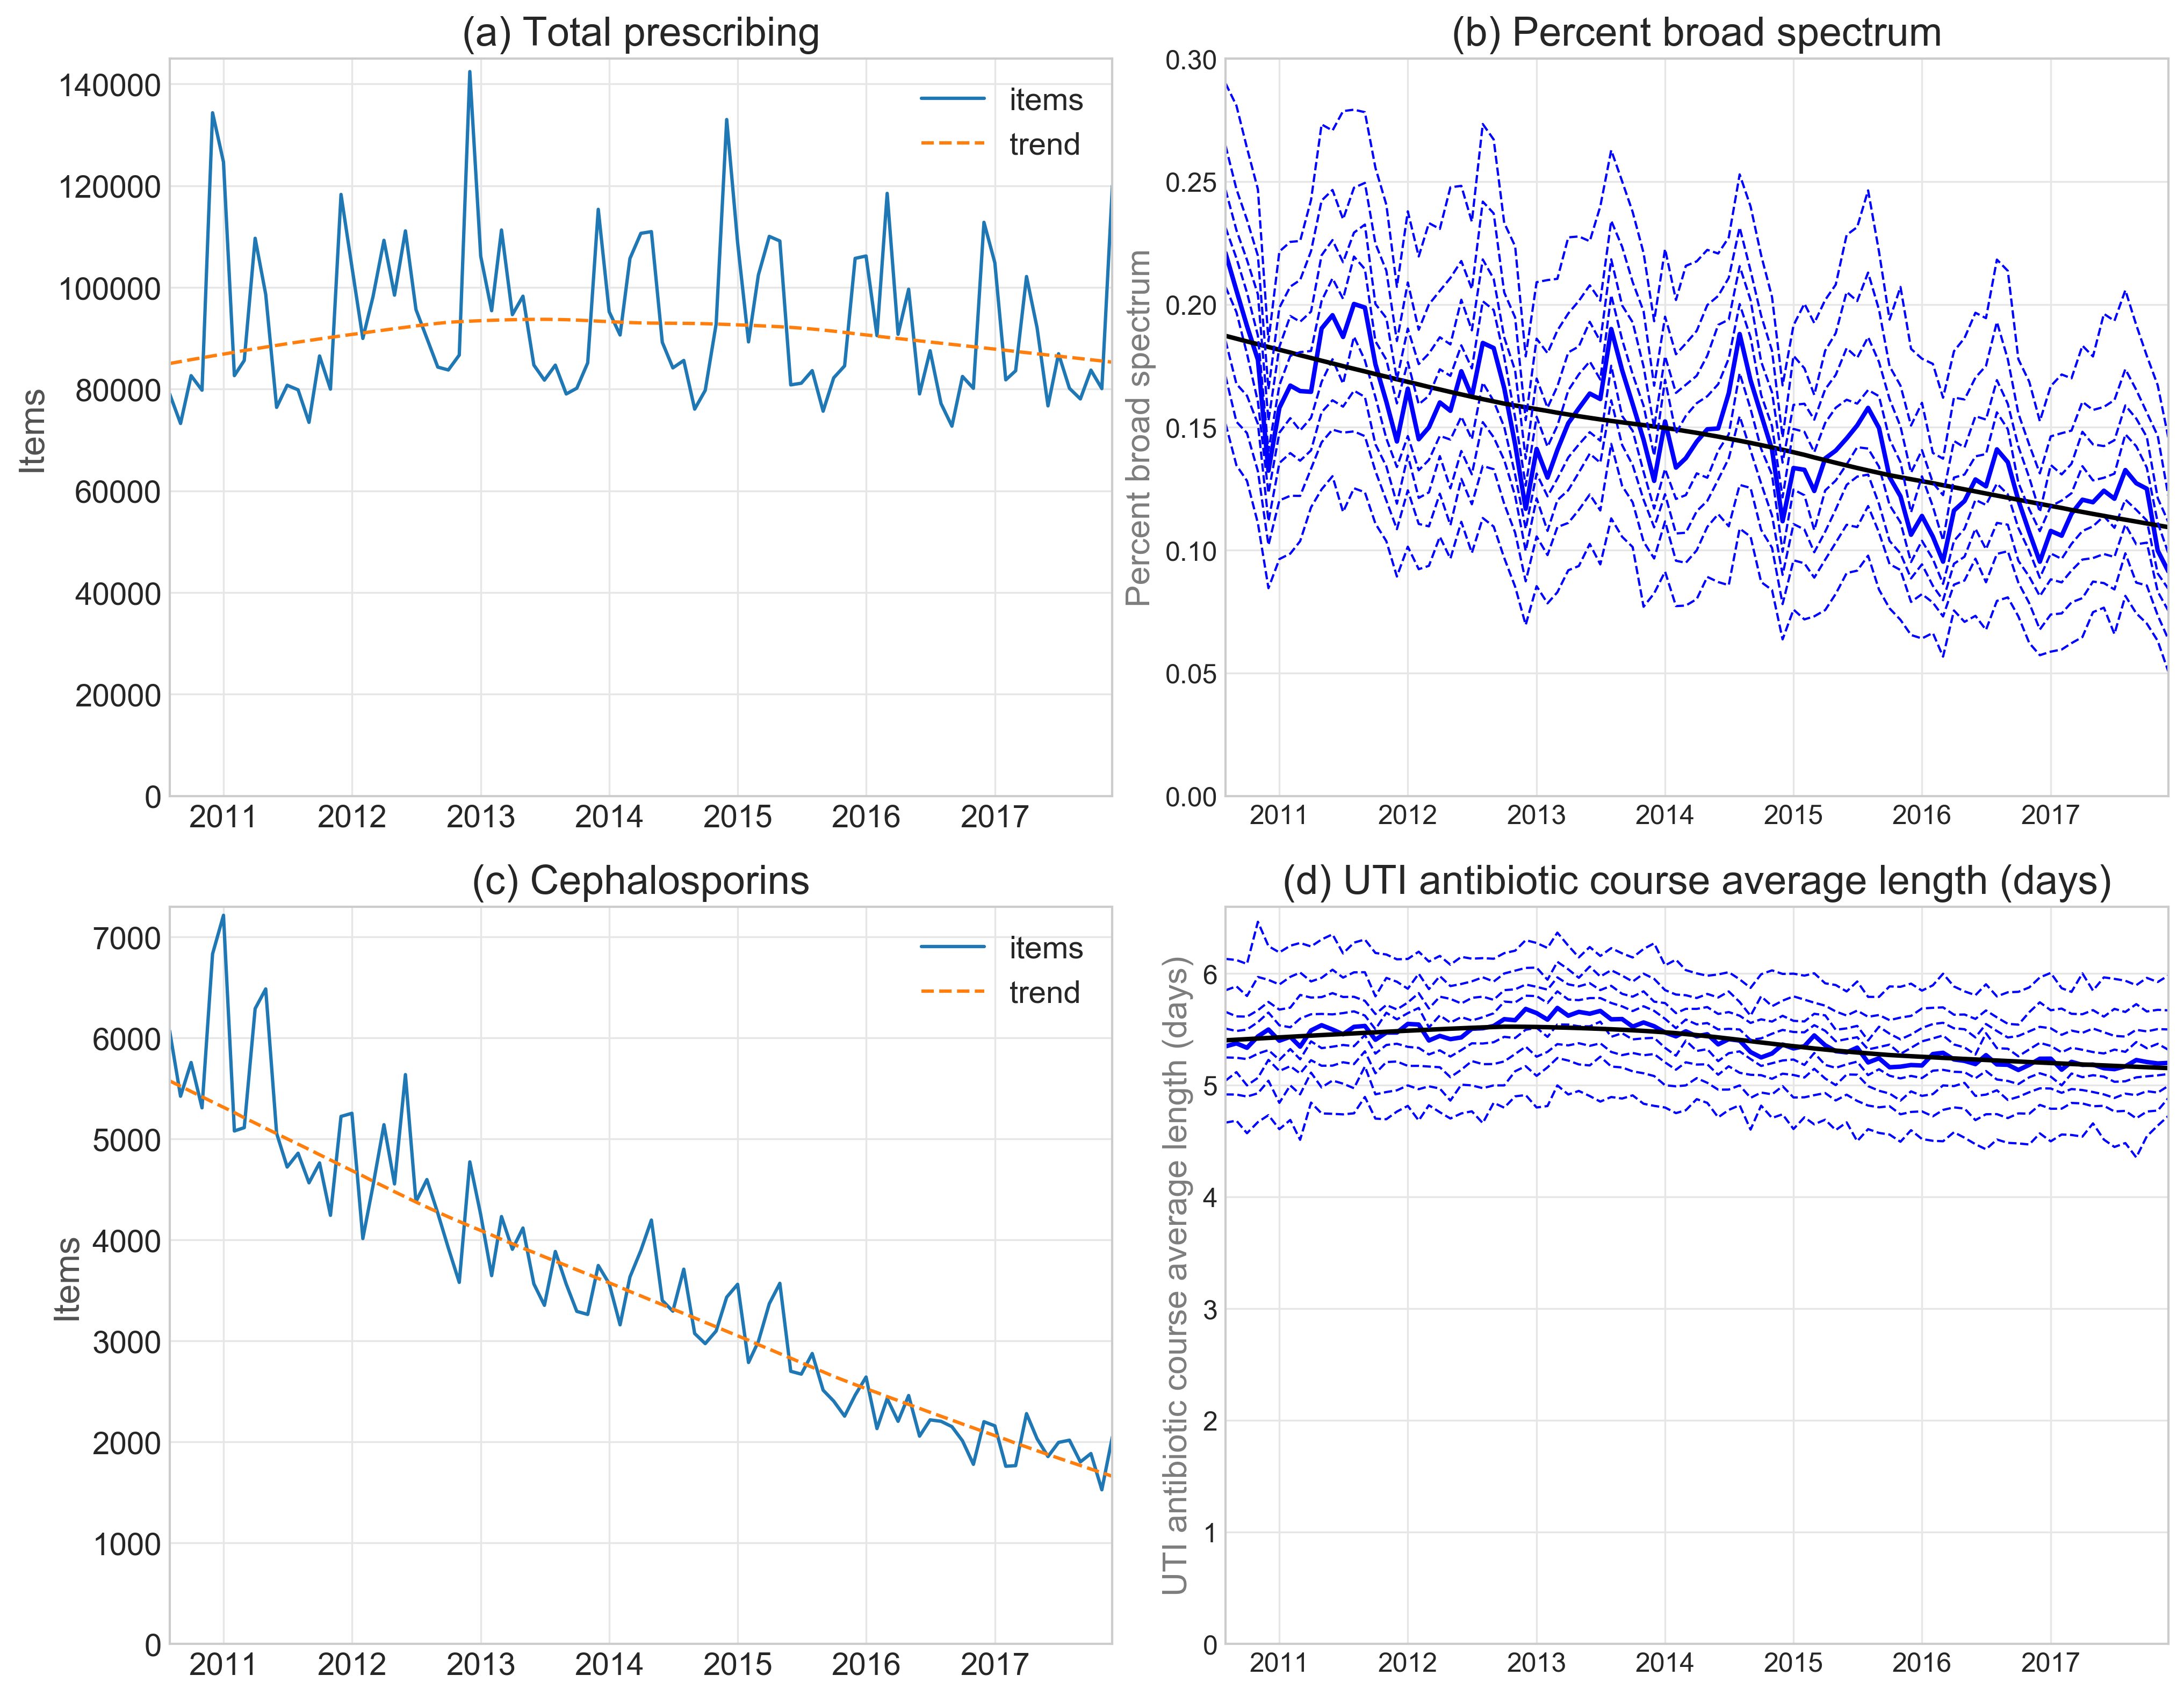 (a) Total prescribing
Items
140000
120000
100000
80000
60000
40000
20000
0
items
trend
2011 2012 2013 2014 2015 2016 2017
(b) Percent broad spectrum
Percent broad spectrum
0.30
0.25
0.20
0.15
0.10
0.05
0.00
2011 2012 2013 2014 2015 2016 2017
(c) Cephalosporins
Items
7000
6000
5000
4000
3000
2000
1000
0
items
trend
2011 2012 2013 2014 2015 2016 2017
(d) UTI antibiotic course average length (days)
UTI antibiotic course average length (days)
6
5
4
3
2
1
0
2011 2012 2013 2014 2015 2016 2017